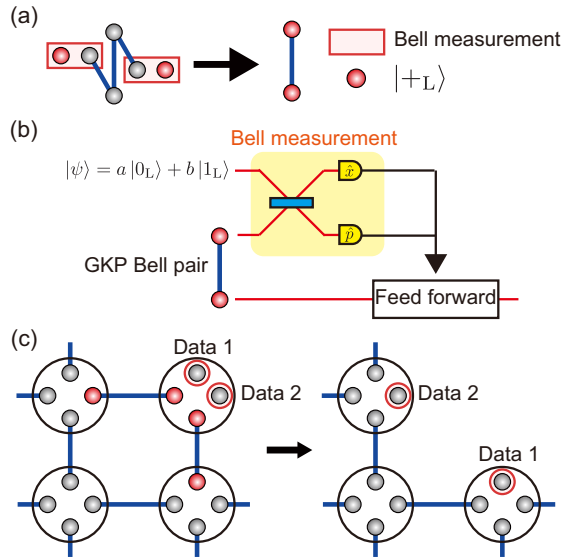 (a)
Bell measurement
|+L⟩
(b)
Bell measurement
|ψ⟩ = a |0L⟩ + b |1L⟩
x̂
p̂
GKP Bell pair
Feed forward
(c)
Data 1
Data 2
Data 2
Data 1